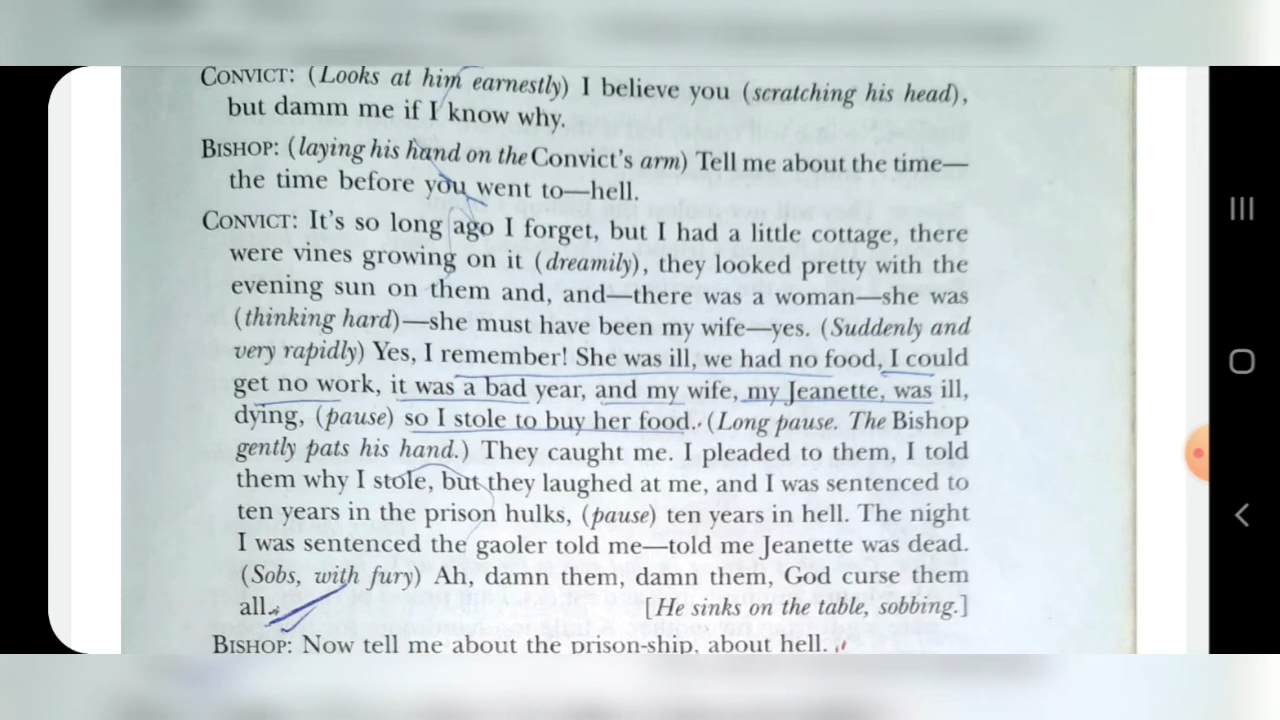 CONVICT: (Looks at him earnestly) I believe you (scratching his head),
but damm me if I know why.
BISHOP: (laying his hand on the Convict's arm) Tell me about the time—
the time before you went to—hell.
CONVICT: It's so long ago I forget, but I had a little cottage, there
were vines growing on it (dreamily), they looked pretty with the
evening sun on them and, and—there was a woman—she was
(thinking hard)—she must have been my wife—yes. (Suddenly and
very rapidly) Yes, I remember! She was ill, we had no food, I could
get no work, it was a bad year, and my wife, my Jeanette, was ill,
dying, (pause) so I stole to buy her food. (Long pause. The Bishop
gently pats his hand.) They caught me. I pleaded to them, I told
them why I stole, but they laughed at me, and I was sentenced to
ten years in the prison hulks, (pause) ten years in hell. The night
I was sentenced the gaoler told me—told me Jeanette was dead.
(Sobs, with fury) Ah, damn them, damn them, God curse them
all. [He sinks on the table, sobbing.]
BISHOP: Now tell me about the prison-ship, about hell.